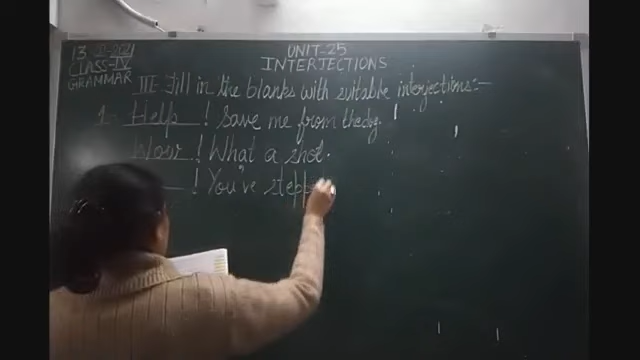 13 2021
UNIT-25
CLASS-IV
INTERJECTIONS
GRAMMAR
III Fill in the blanks with suitable interjections:-
1. Help ! Save me from the dog.
Wow ! What a shot.
! You've stepp